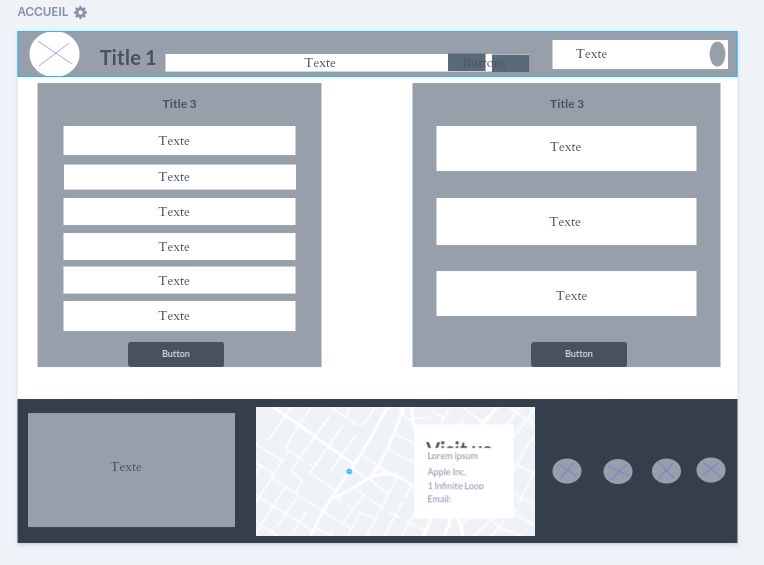 ACCUEIL
Title 1
Texte
Buttons
Texte
Title 3
Texte
Texte
Texte
Texte
Texte
Texte
Button
Title 3
Texte
Texte
Texte
Button
Texte
Visit us
Lorem ipsum
Apple Inc.
1 Infinite Loop
Email: